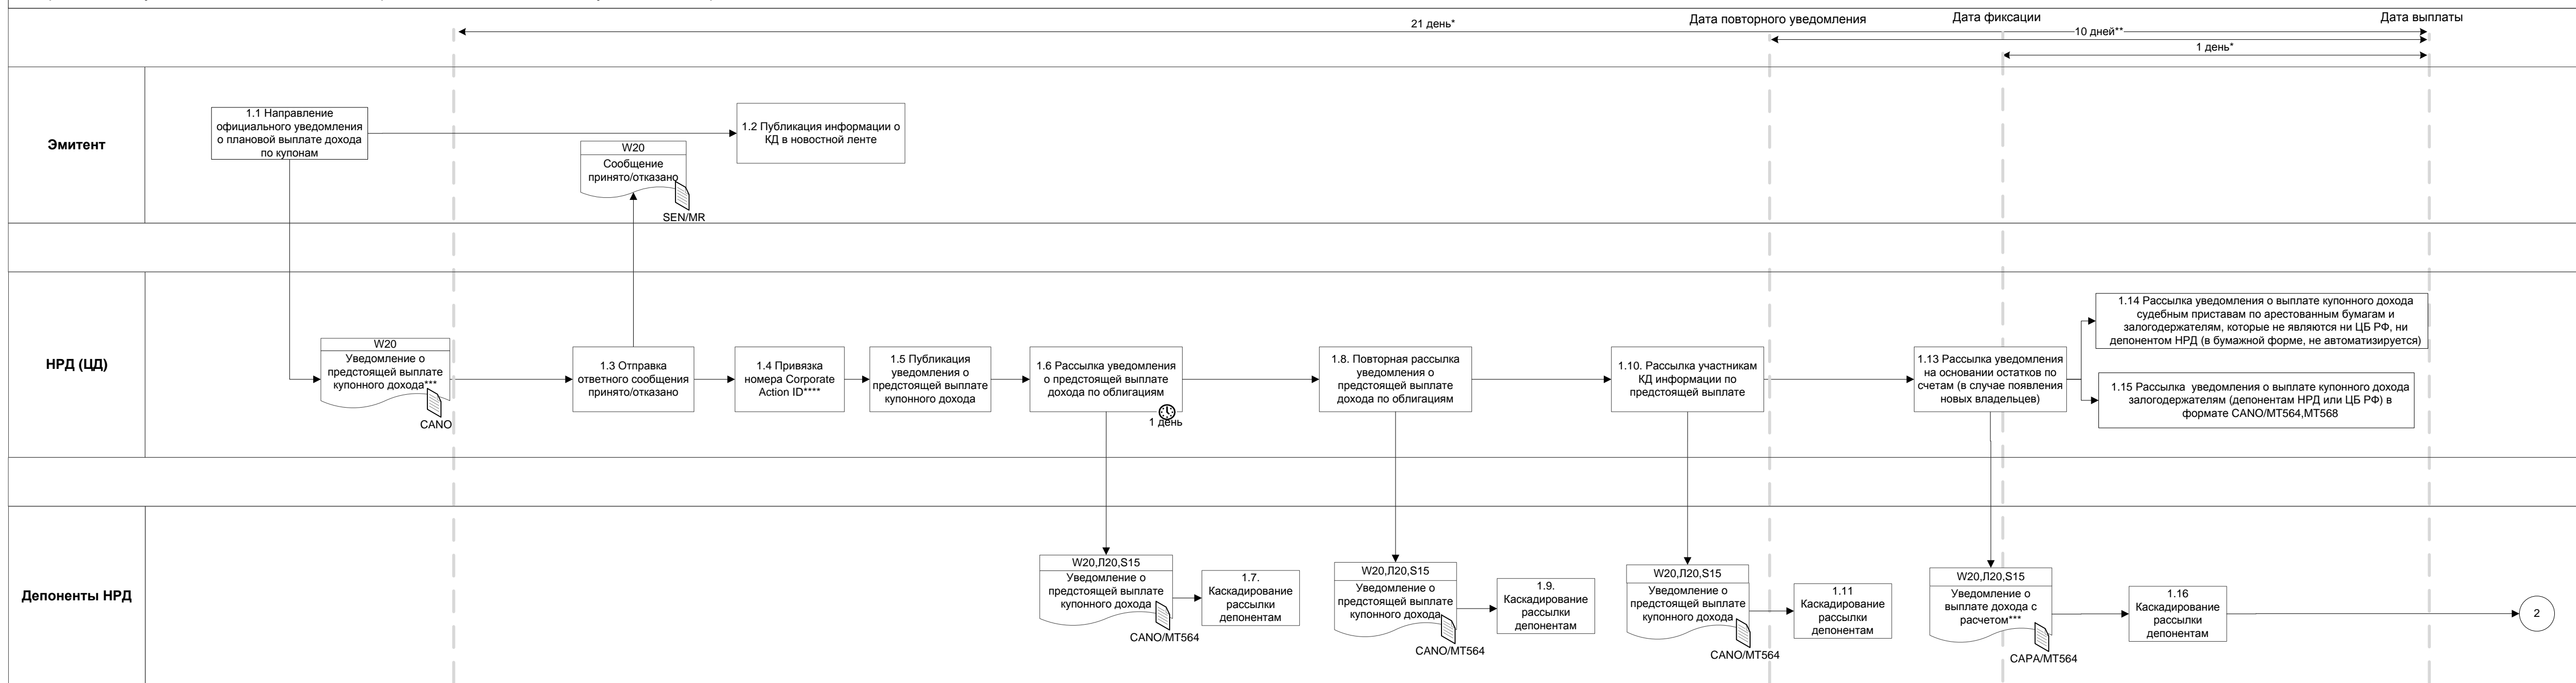 Дата повторного уведомления
Дата фиксации
Дата выплаты
21 день*
10 дней**
1 день*
Эмитент
1.1 Направление
официального уведомления
о плановой выплате дохода
по купонам
1.2 Публикация информации о
КД в новостной ленте
W20
Сообщение
принято/отказано
SEN/MR
НРД (ЦД)
W20
Уведомление о
предстоящей выплате
купонного дохода***
CANO
1.3 Отправка
ответного сообщения
принято/отказано
1.4 Привязка
номера Corporate
Action ID****
1.5 Публикация
уведомления о
предстоящей выплате
купонного дохода
1.6 Рассылка уведомления
о предстоящей выплате
дохода по облигациям
1 день
1.8. Повторная рассылка
уведомления о
предстоящей выплате
дохода по облигациям
1.10. Рассылка участникам
КД информации по
предстоящей выплате
1.13 Рассылка уведомления
на основании остатков по
счетам (в случае появления
новых владельцев)
1.14 Рассылка уведомления о выплате купонного дохода
судебным приставам по арестованным бумагам и
залогодержателям, которые не являются ни ЦБ РФ, ни
депонентом НРД (в бумажной форме, не автоматизируется)
1.15 Рассылка уведомления о выплате купонного дохода
залогодержателям (депонентам НРД или ЦБ РФ) в
формате CANO/MT564,MT568
Депоненты НРД
W20,Л20,S15
Уведомление о
предстоящей выплате
купонного дохода
CANO/MT564
1.7.
Каскадирование
рассылки
депонентам
W20,Л20,S15
Уведомление о
предстоящей выплате
купонного дохода
CANO/MT564
1.9.
Каскадирование
рассылки
депонентам
W20,Л20,S15
Уведомление о
предстоящей выплате
купонного дохода
CANO/MT564
1.11
Каскадирование
рассылки
депонентам
W20,Л20,S15
Уведомление о
выплате дохода с
расчетом***
CAPA/MT564
1.16
Каскадирование
рассылки
депонентам
2